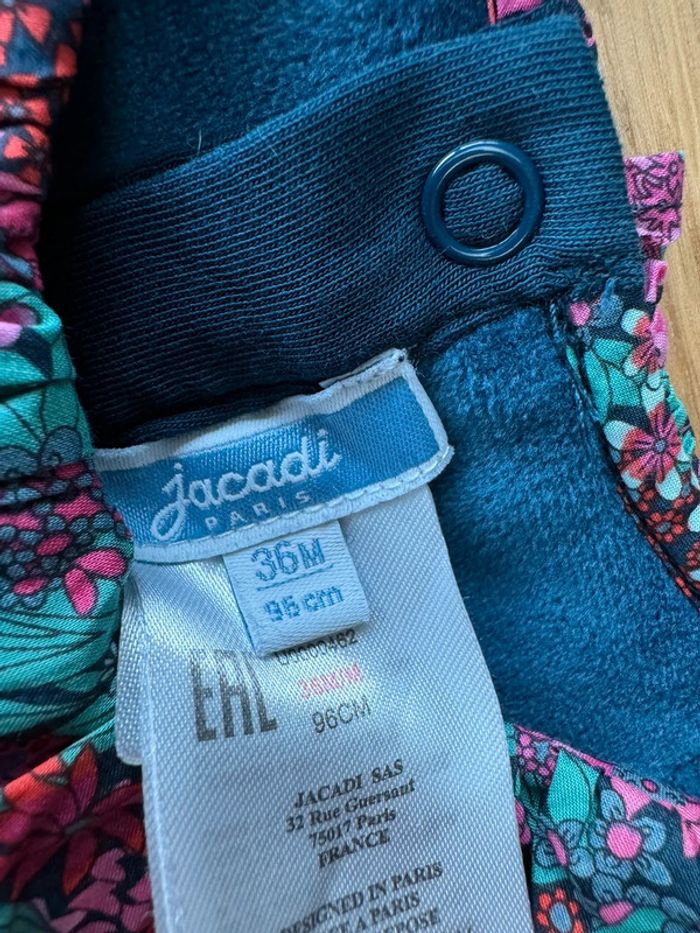 jacadi
PARIS
36M
96 cm
EAC
36M/M
96CM
JACADI SAS
32 Rue Guersant
75017 Paris
FRANCE
DESIGNED IN PARIS